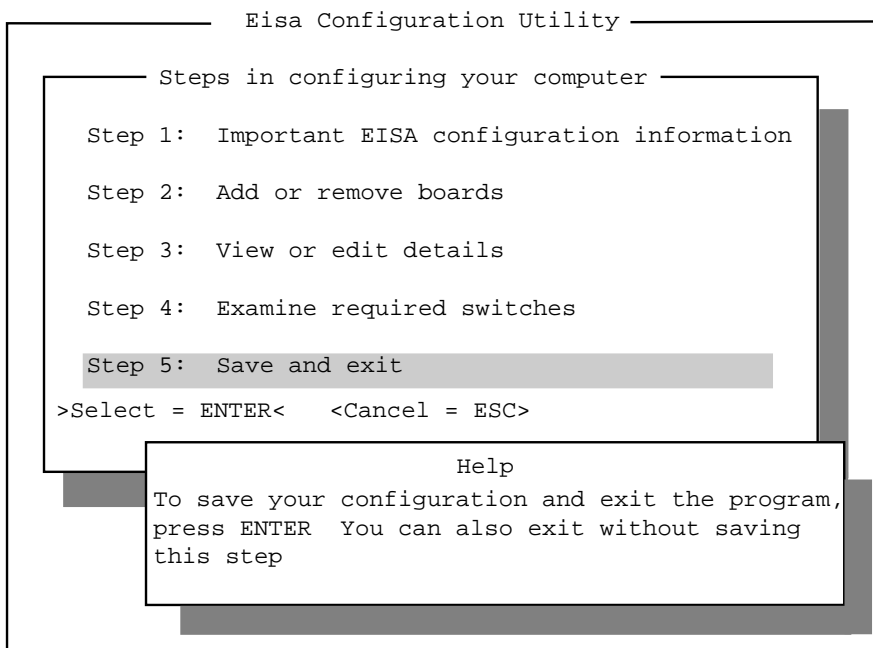 Eisa Configuration Utility
Steps in configuring your computer
Step 1: Important EISA configuration information
Step 2: Add or remove boards
Step 3: View or edit details
Step 4: Examine required switches
Step 5: Save and exit
>Select = ENTER< <Cancel = ESC>
Help
To save your configuration and exit the program,
press ENTER You can also exit without saving
this step